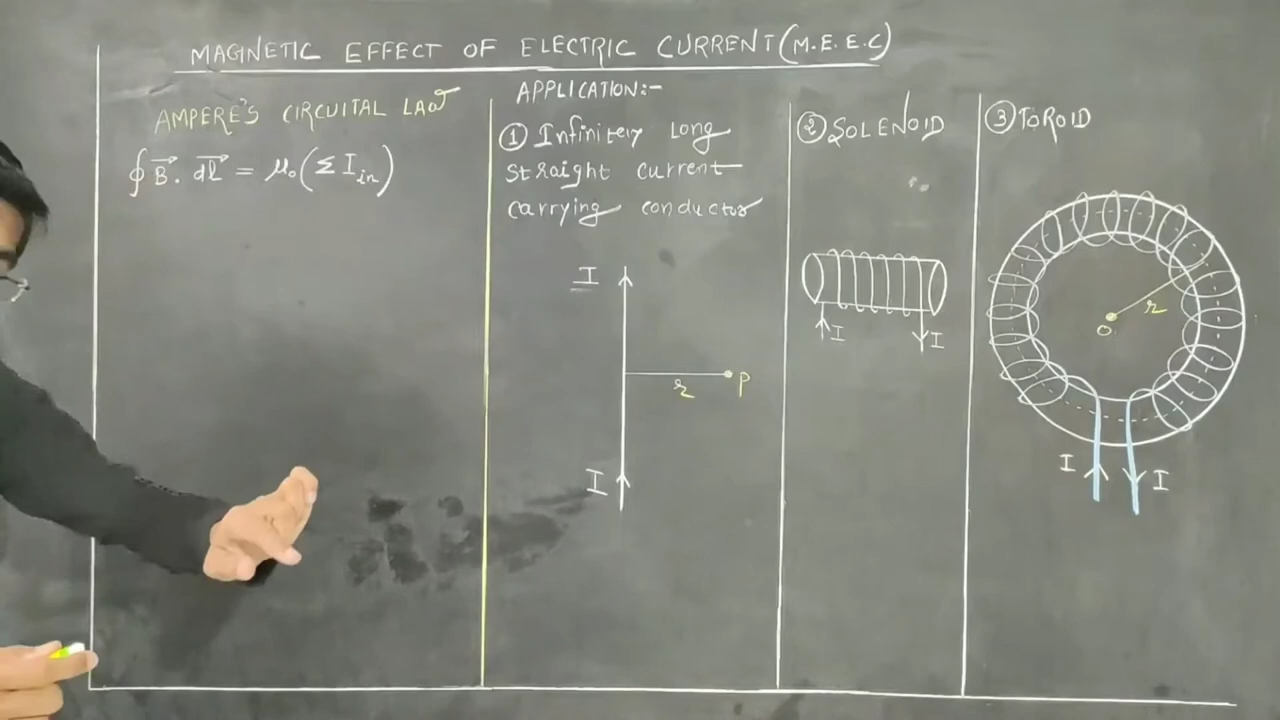 MAGNETIC EFFECT OF ELECTRIC CURRENT (M.E.E.C)
AMPERE'S CIRCUITAL LAW
∮ B⃗ . dl⃗ = μ₀ (Σ I_in)
APPLICATION:-
① Infinitely Long
straight current
carrying conductor
I
r P
I
② SOLENOID
I I
③ TOROID
r
O
I I